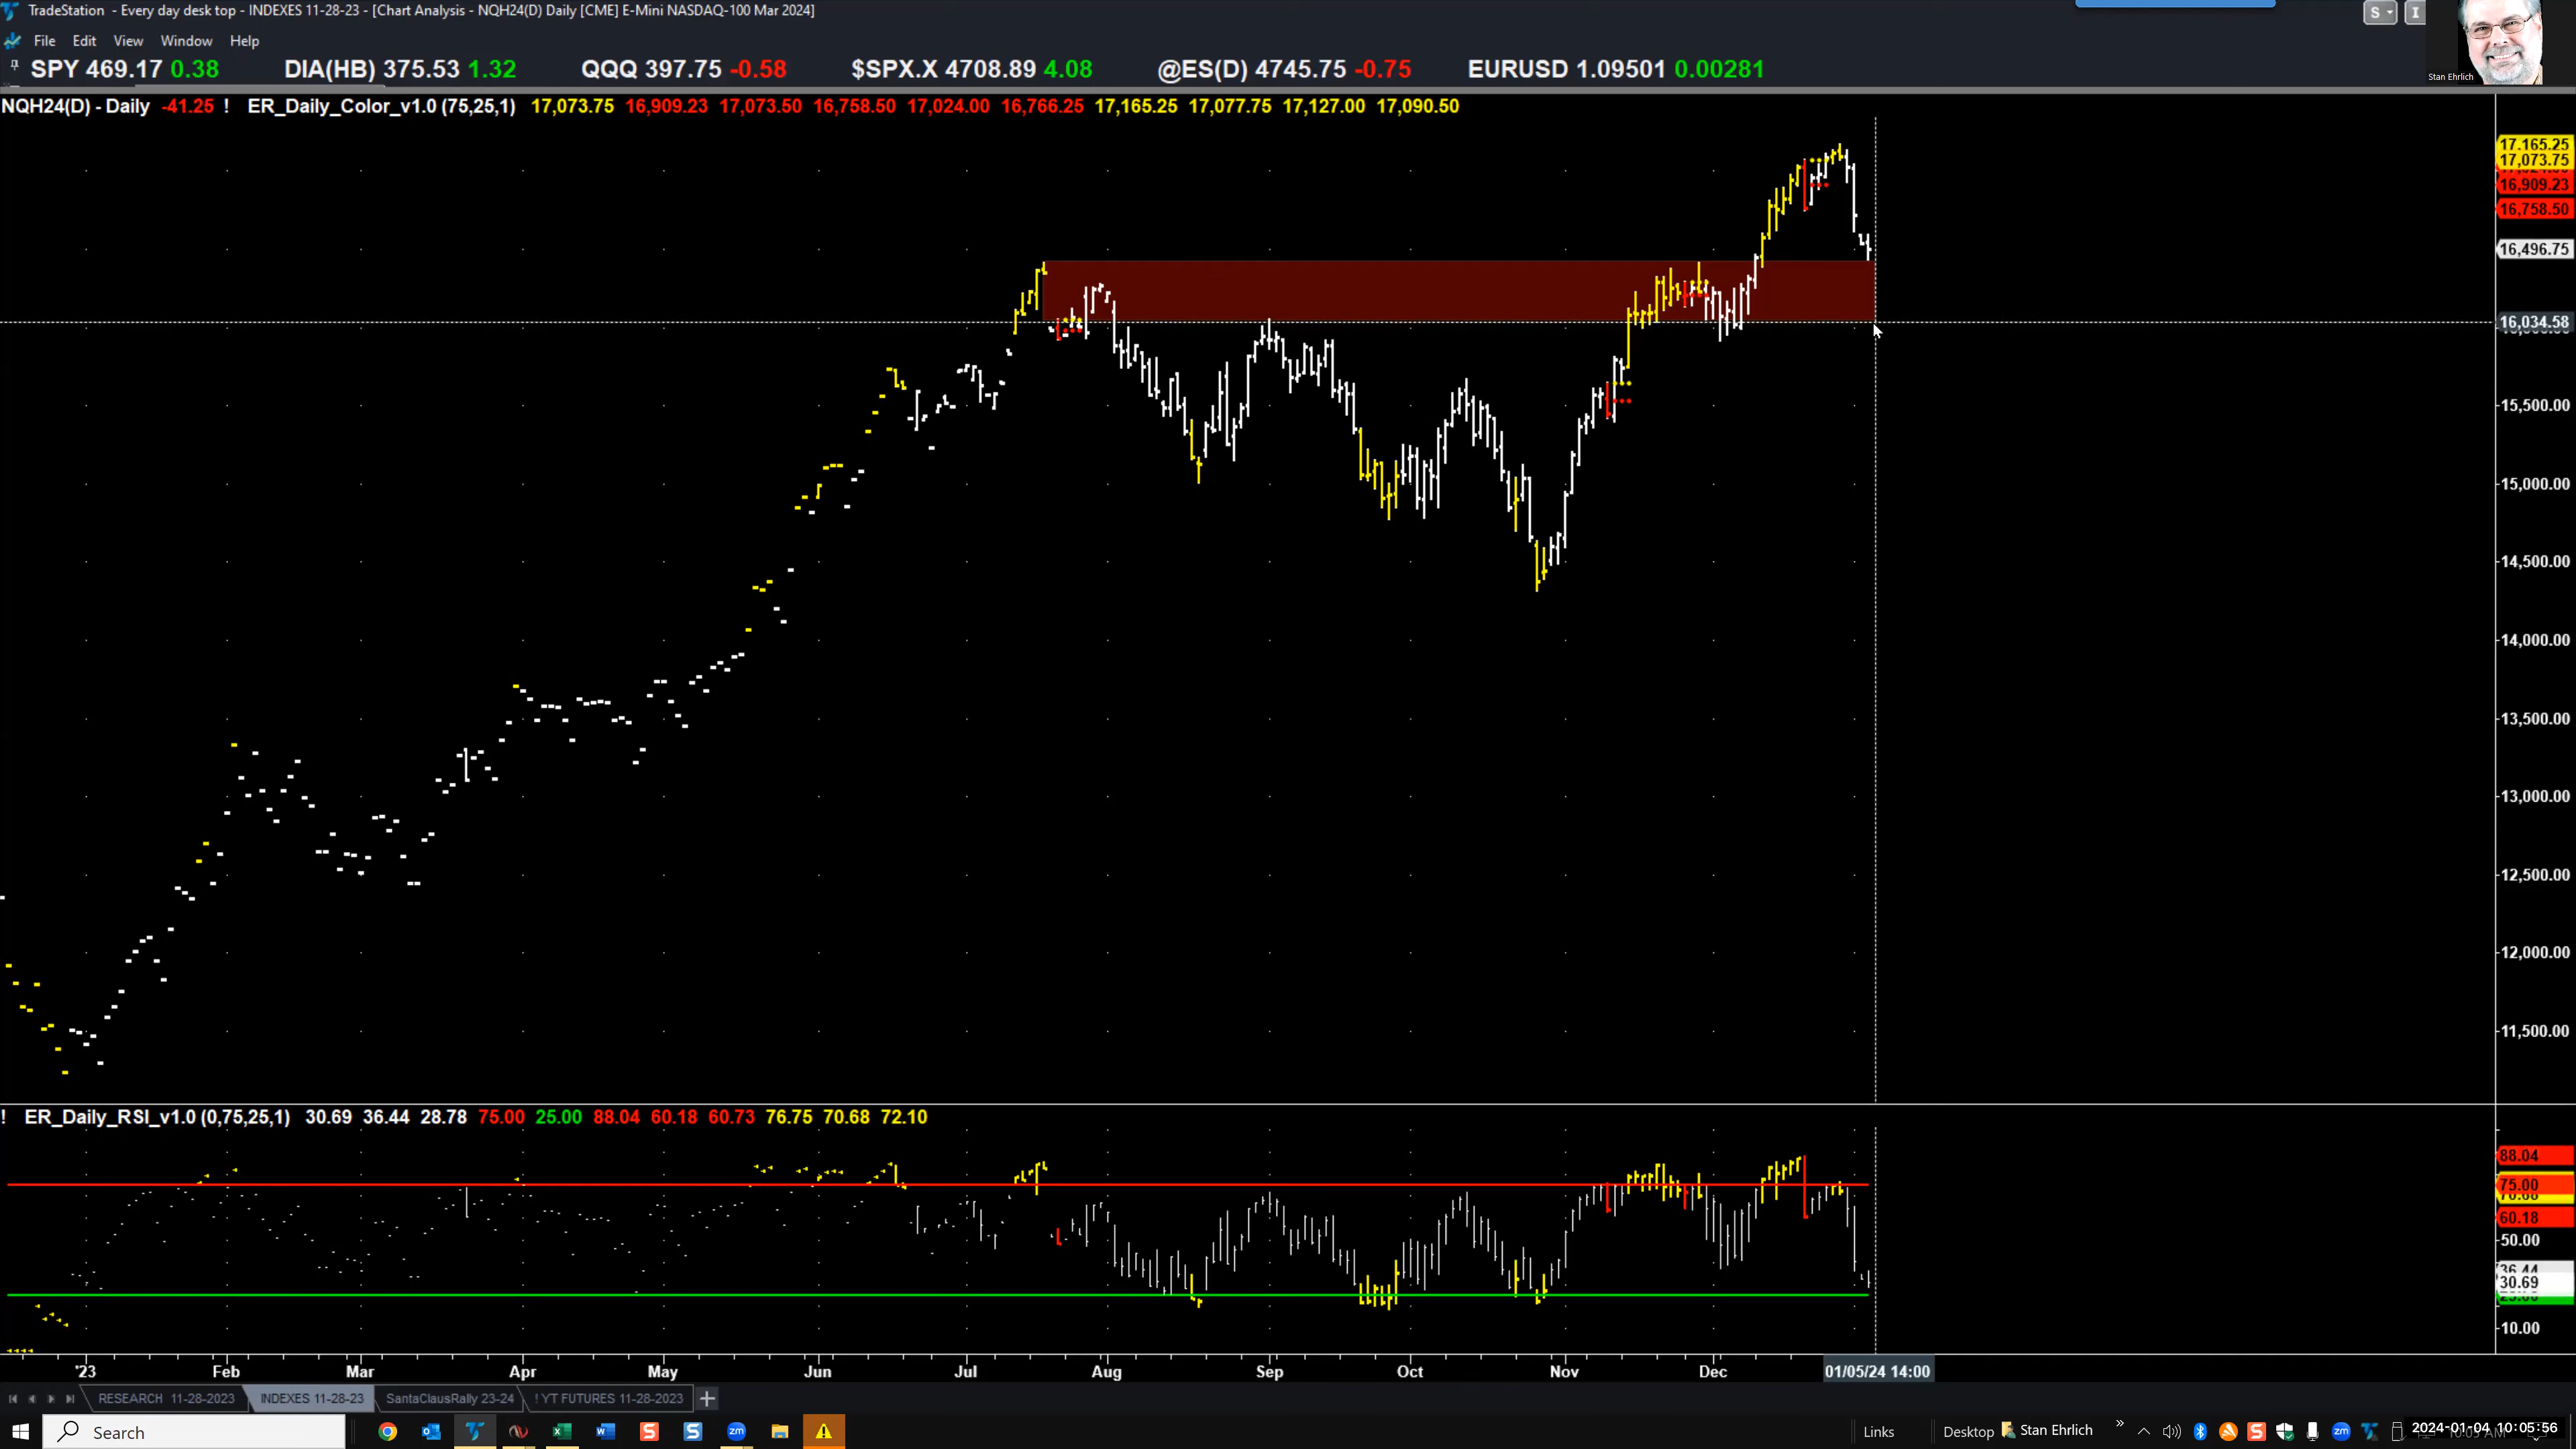 TradeStation - Every day desk top - INDEXES 11-28-23 - [Chart Analysis - NQH24(D) Daily [CME] E-Mini NASDAQ-100 Mar 2024]
S I
File Edit View Window Help
SPY 469.17 0.38 DIA(HB) 375.53 1.32 QQQ 397.75 -0.58 $SPX.X 4708.89 4.08 @ES(D) 4745.75 -0.75 EURUSD 1.09501 0.00281
Stan Ehrlich
NQH24(D) - Daily -41.25 ! ER_Daily_Color_v1.0 (75,25,1) 17,073.75 16,909.23 17,073.50 16,758.50 17,024.00 16,766.25 17,165.25 17,077.75 17,127.00 17,090.50
17,165.25
17,073.75
16,909.23
16,758.50
16,496.75
16,034.58
15,500.00
15,000.00
14,500.00
14,000.00
13,500.00
13,000.00
12,500.00
12,000.00
11,500.00
! ER_Daily_RSI_v1.0 (0,75,25,1) 30.69 36.44 28.78 75.00 25.00 88.04 60.18 60.73 76.75 70.68 72.10
88.04
75.00
60.18
50.00
36.44
30.69
10.00
'23 Feb Mar Apr May Jun Jul Aug Sep Oct Nov Dec 01/05/24 14:00
RESEARCH 11-28-2023 INDEXES 11-28-23 SantaClausRally 23-24 ! YT FUTURES 11-28-2023 +
Search Links Desktop Stan Ehrlich 2024-01-04 10:05:56